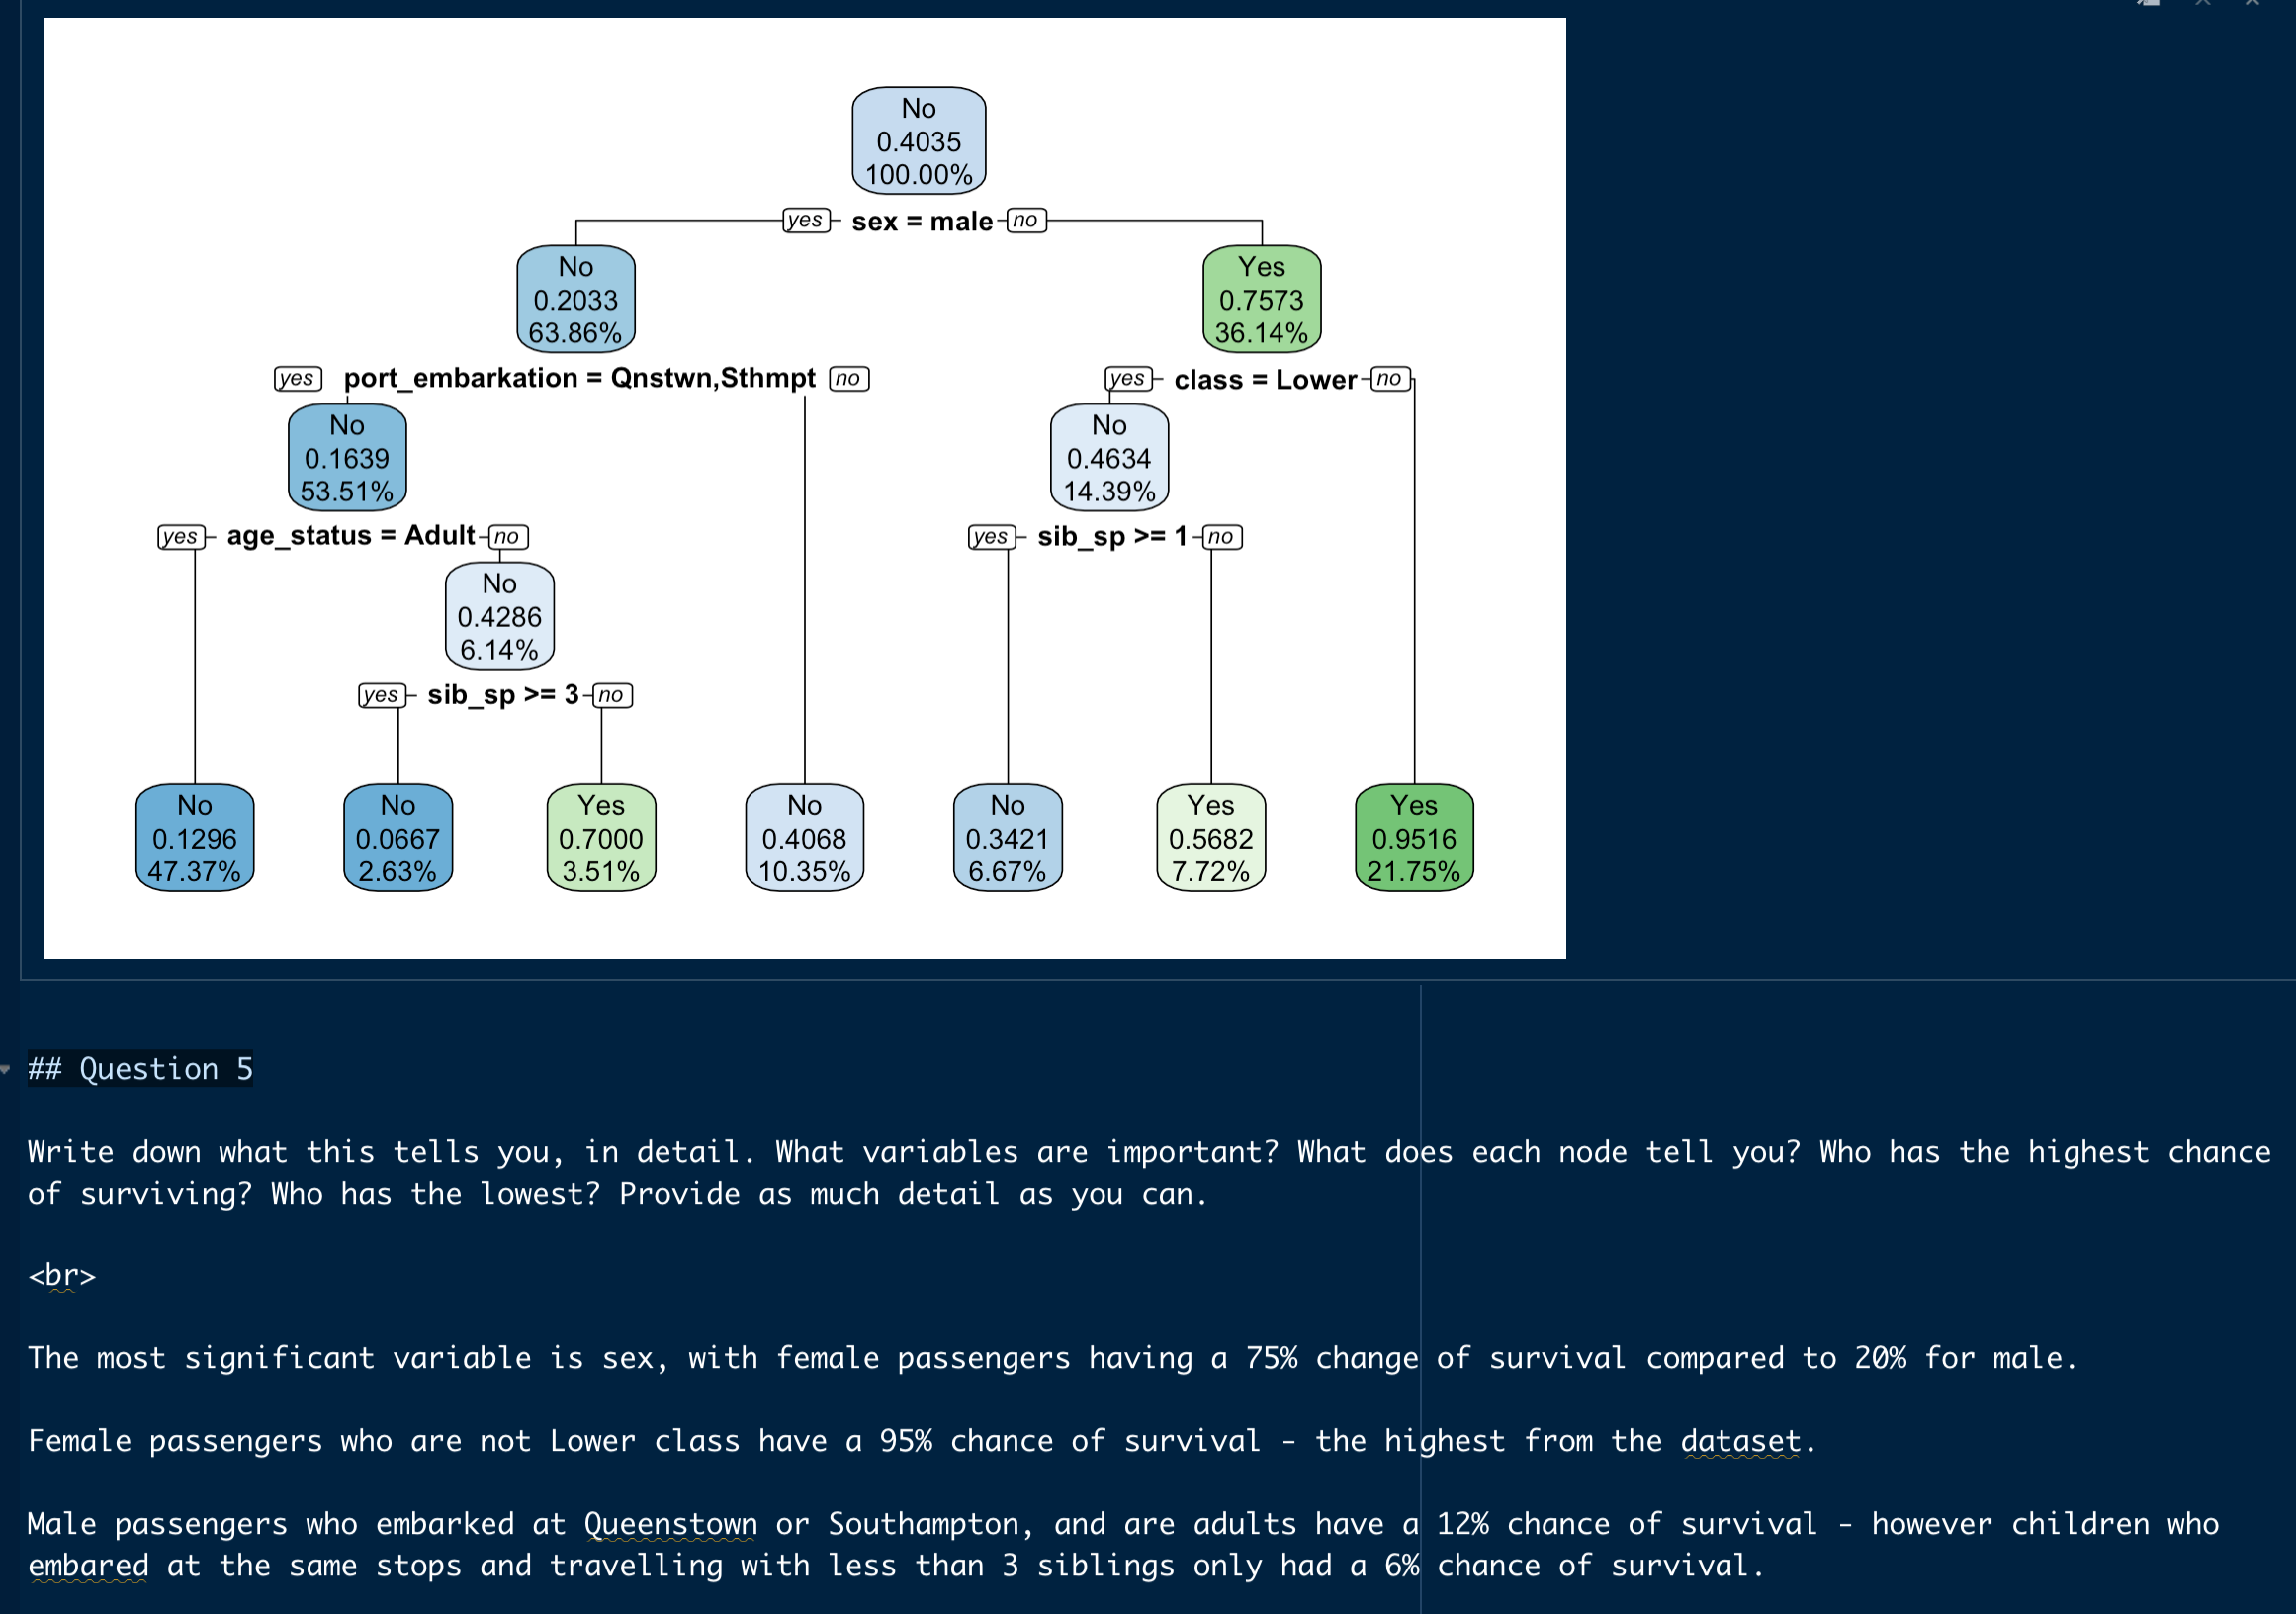 No
0.4035
100.00%
yes sex = male no
No
0.2033
63.86%
Yes
0.7573
36.14%
yes port_embarkation = Qnstwn,Sthmpt no
yes class = Lower no
No
0.1639
53.51%
No
0.4634
14.39%
yes age_status = Adult no
yes sib_sp >= 1 no
No
0.4286
6.14%
yes sib_sp >= 3 no
No
0.1296
47.37%
No
0.0667
2.63%
Yes
0.7000
3.51%
No
0.4068
10.35%
No
0.3421
6.67%
Yes
0.5682
7.72%
Yes
0.9516
21.75%
## Question 5
Write down what this tells you, in detail. What variables are important? What does each node tell you? Who has the highest chance
of surviving? Who has the lowest? Provide as much detail as you can.
<br>
The most significant variable is sex, with female passengers having a 75% change of survival compared to 20% for male.
Female passengers who are not Lower class have a 95% chance of survival - the highest from the dataset.
Male passengers who embarked at Queenstown or Southampton, and are adults have a 12% chance of survival - however children who
embared at the same stops and travelling with less than 3 siblings only had a 6% chance of survival.